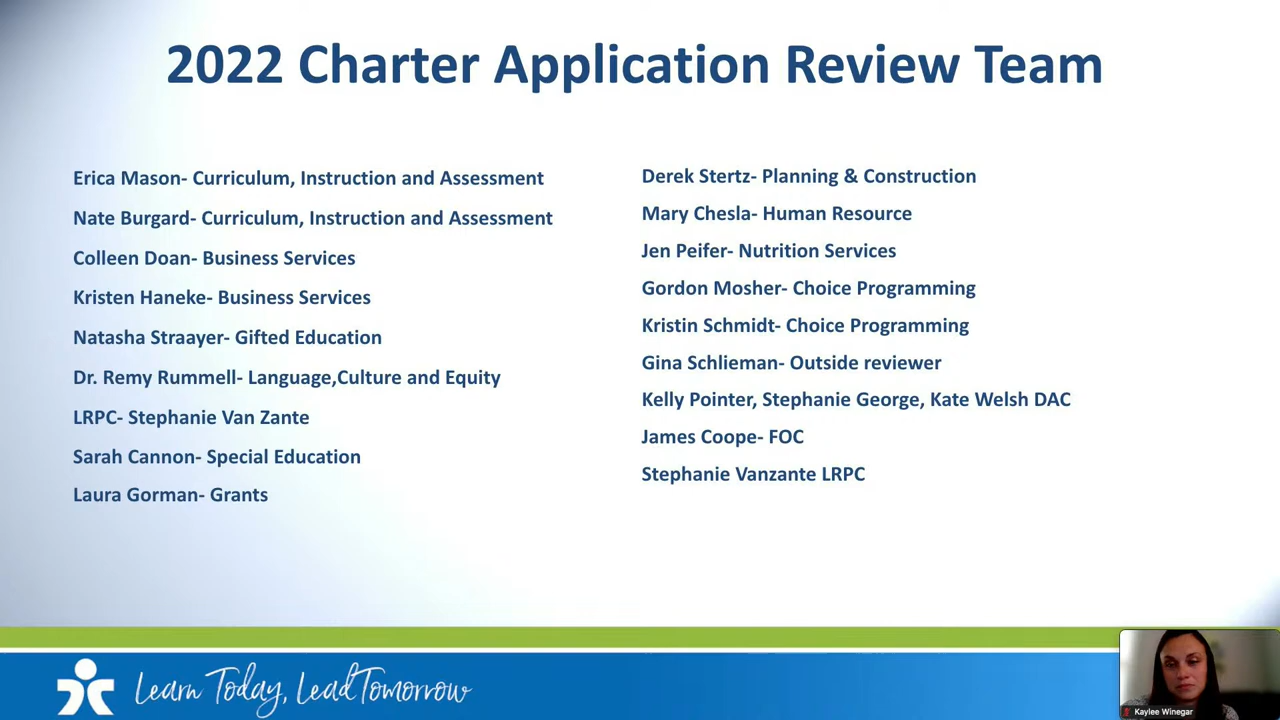 2022 Charter Application Review Team
Erica Mason- Curriculum, Instruction and Assessment
Nate Burgard- Curriculum, Instruction and Assessment
Colleen Doan- Business Services
Kristen Haneke- Business Services
Natasha Straayer- Gifted Education
Dr. Remy Rummell- Language,Culture and Equity
LRPC- Stephanie Van Zante
Sarah Cannon- Special Education
Laura Gorman- Grants
Derek Stertz- Planning & Construction
Mary Chesla- Human Resource
Jen Peifer- Nutrition Services
Gordon Mosher- Choice Programming
Kristin Schmidt- Choice Programming
Gina Schlieman- Outside reviewer
Kelly Pointer, Stephanie George, Kate Welsh DAC
James Coope- FOC
Stephanie Vanzante LRPC
Learn Today, Lead Tomorrow
Kaylee Winegar